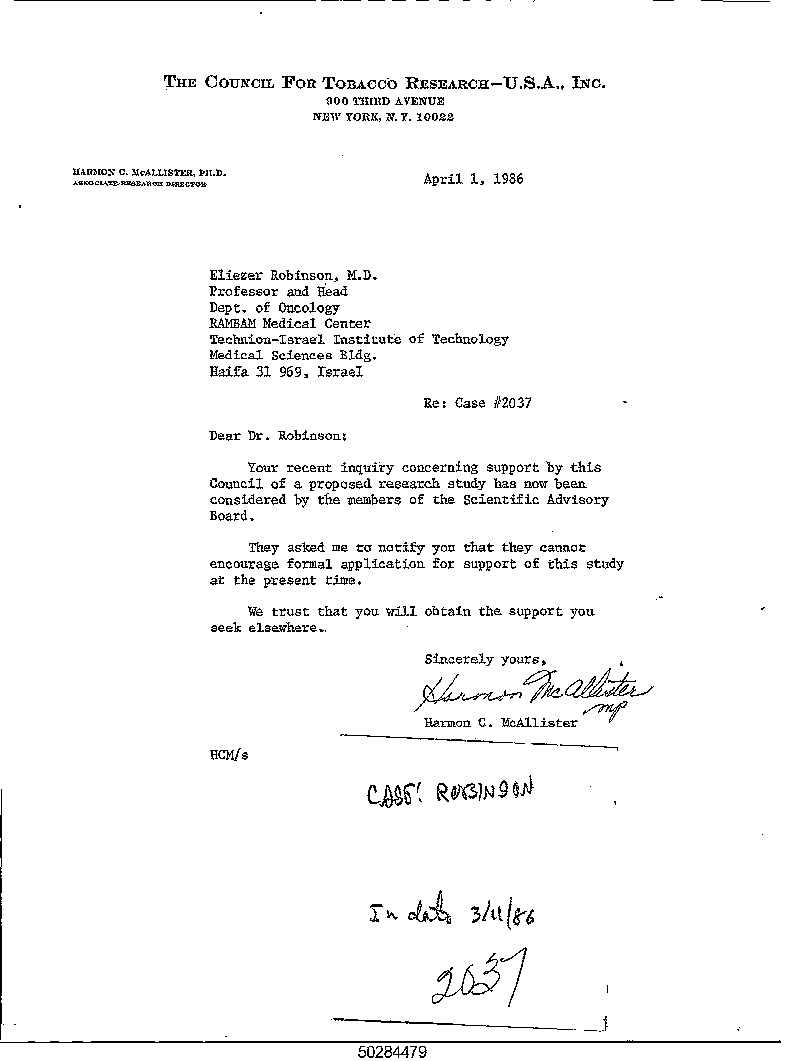 THE COUNCIL FOR TOBACCO RESEARCH—U.S.A., INC.
900 THIRD AVENUE
NEW YORK, N.Y. 10022
HARMON C. McALLISTER, PH.D.
ASSOCIATE RESEARCH DIRECTOR
April 1, 1986
Eliezer Robinson, M.D.
Professor and Head
Dept. of Oncology
RAMBAM Medical Center
Technion-Israel Institute of Technology
Medical Sciences Bldg.
Haifa 31 969, Israel
Re: Case #2037
Dear Dr. Robinson:
Your recent inquiry concerning support by this
Council of a proposed research study has now been
considered by the members of the Scientific Advisory
Board.
They asked me to notify you that they cannot
encourage formal application for support of this study
at the present time.
We trust that you will obtain the support you
seek elsewhere.
Sincerely yours,
Harmon McAllister
mp
Harmon C. McAllister
HCM/s
CASE: ROBINSON
In date 3/11/86
2037
50284479